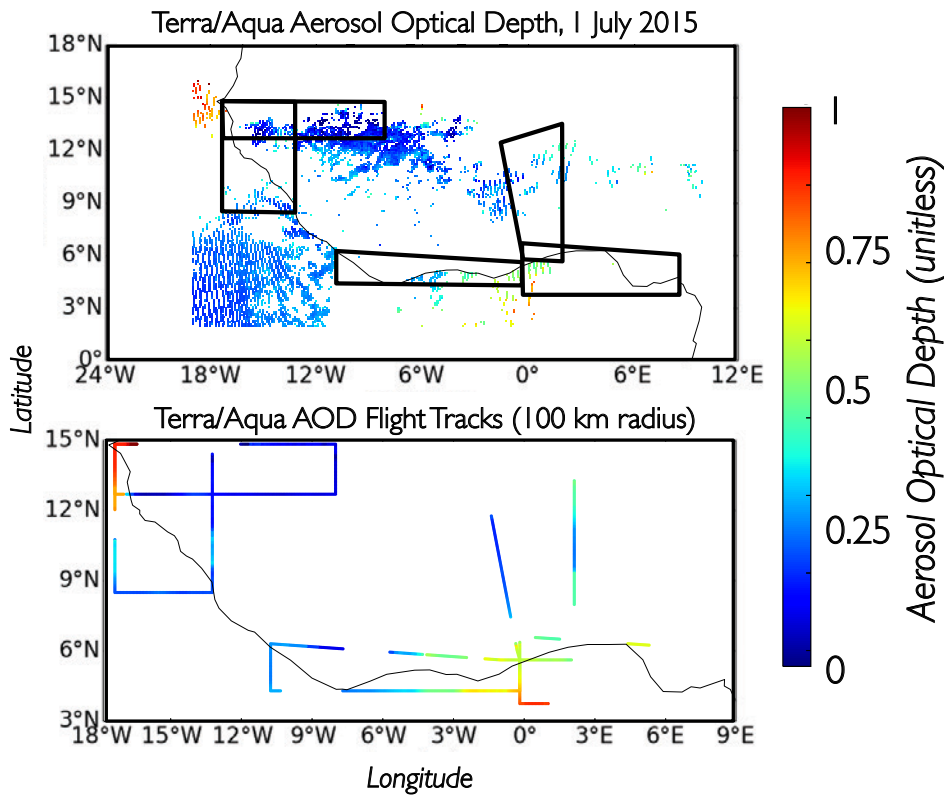 Terra/Aqua Aerosol Optical Depth, 1 July 2015
18°N
15°N
12°N
9°N
6°N
3°N
0°
24°W 18°W 12°W 6°W 0° 6°E 12°E
Latitude
Terra/Aqua AOD Flight Tracks (100 km radius)
15°N
12°N
9°N
6°N
3°N
18°W 15°W 12°W 9°W 6°W 3°W 0° 3°E 6°E 9°E
Longitude
1
0.75
0.5
0.25
0
Aerosol Optical Depth (unitless)